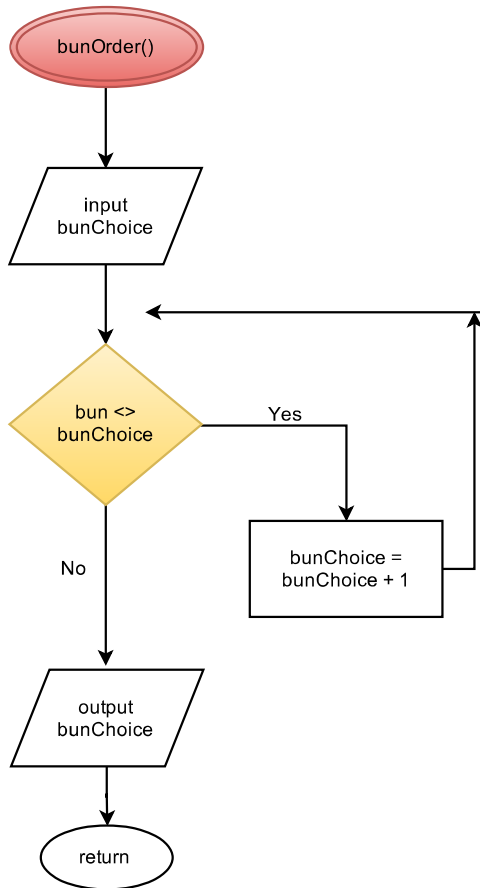 bunOrder()
input
bunChoice
bun <>
bunChoice
Yes
bunChoice =
bunChoice + 1
No
output
bunChoice
return